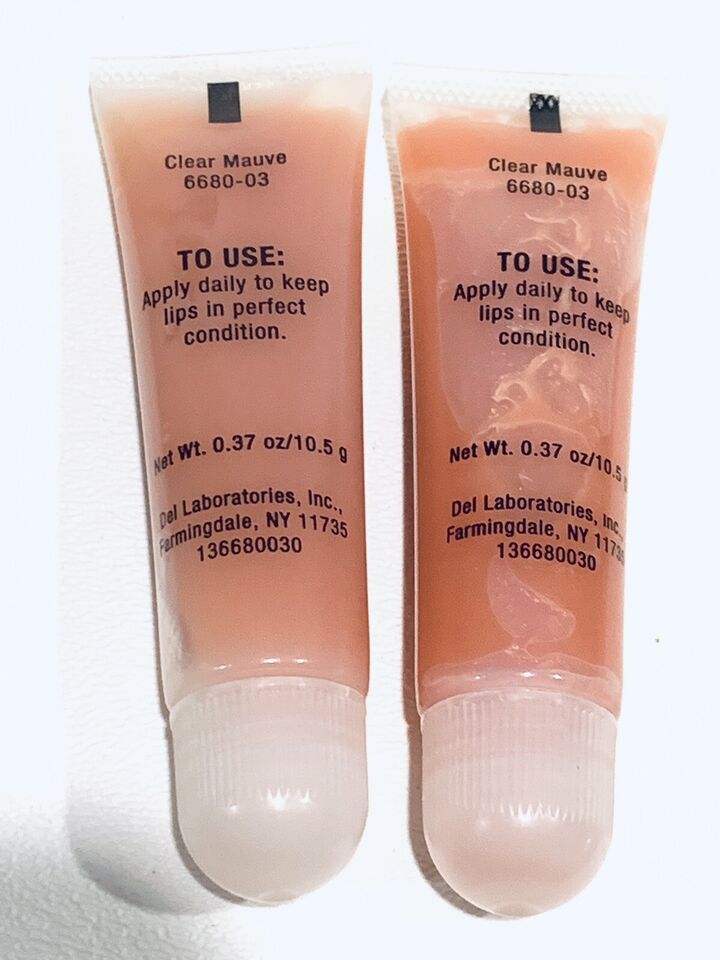 Clear Mauve
6680-03
TO USE:
Apply daily to keep
lips in perfect
condition.
Net Wt. 0.37 oz/10.5 g
Del Laboratories, Inc.,
Farmingdale, NY 11735
136680030
Clear Mauve
6680-03
TO USE:
Apply daily to keep
lips in perfect
condition.
Net Wt. 0.37 oz/10.5
Del Laboratories, Inc.,
Farmingdale, NY 11735
136680030